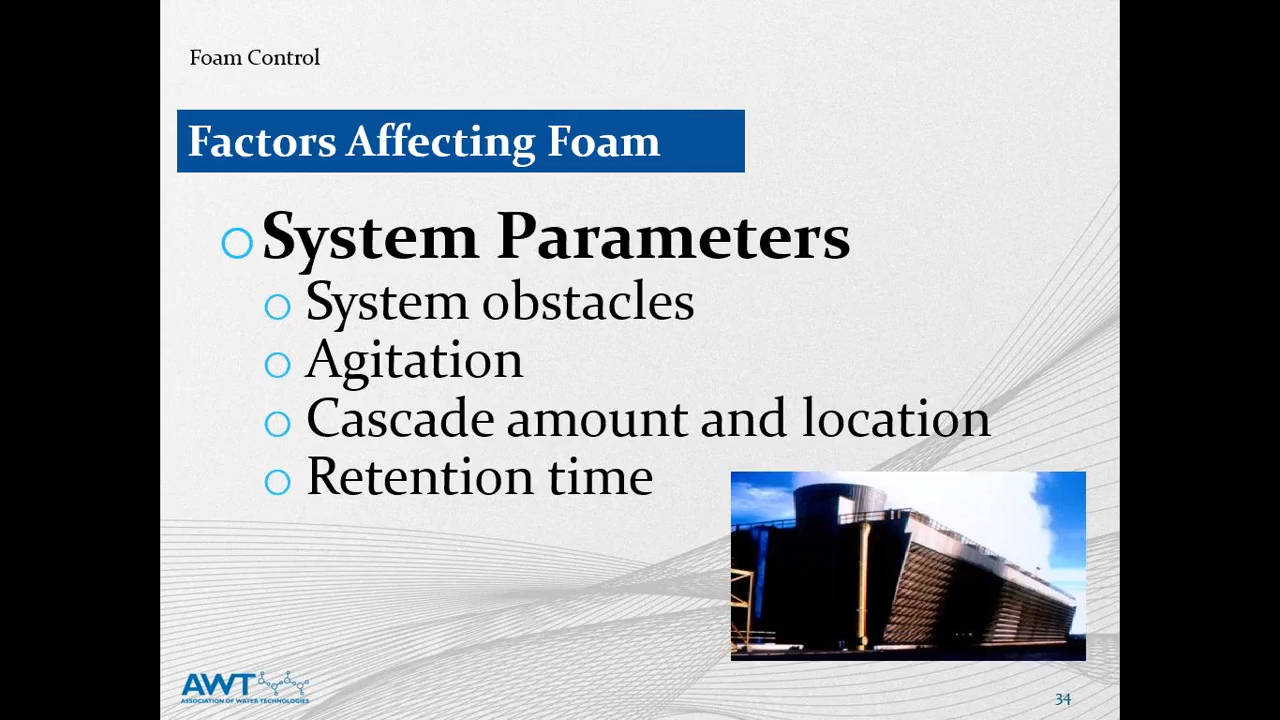 Foam Control
Factors Affecting Foam
System Parameters
System obstacles
Agitation
Cascade amount and location
Retention time
AWT
ASSOCIATION OF WATER TECHNOLOGIES
34